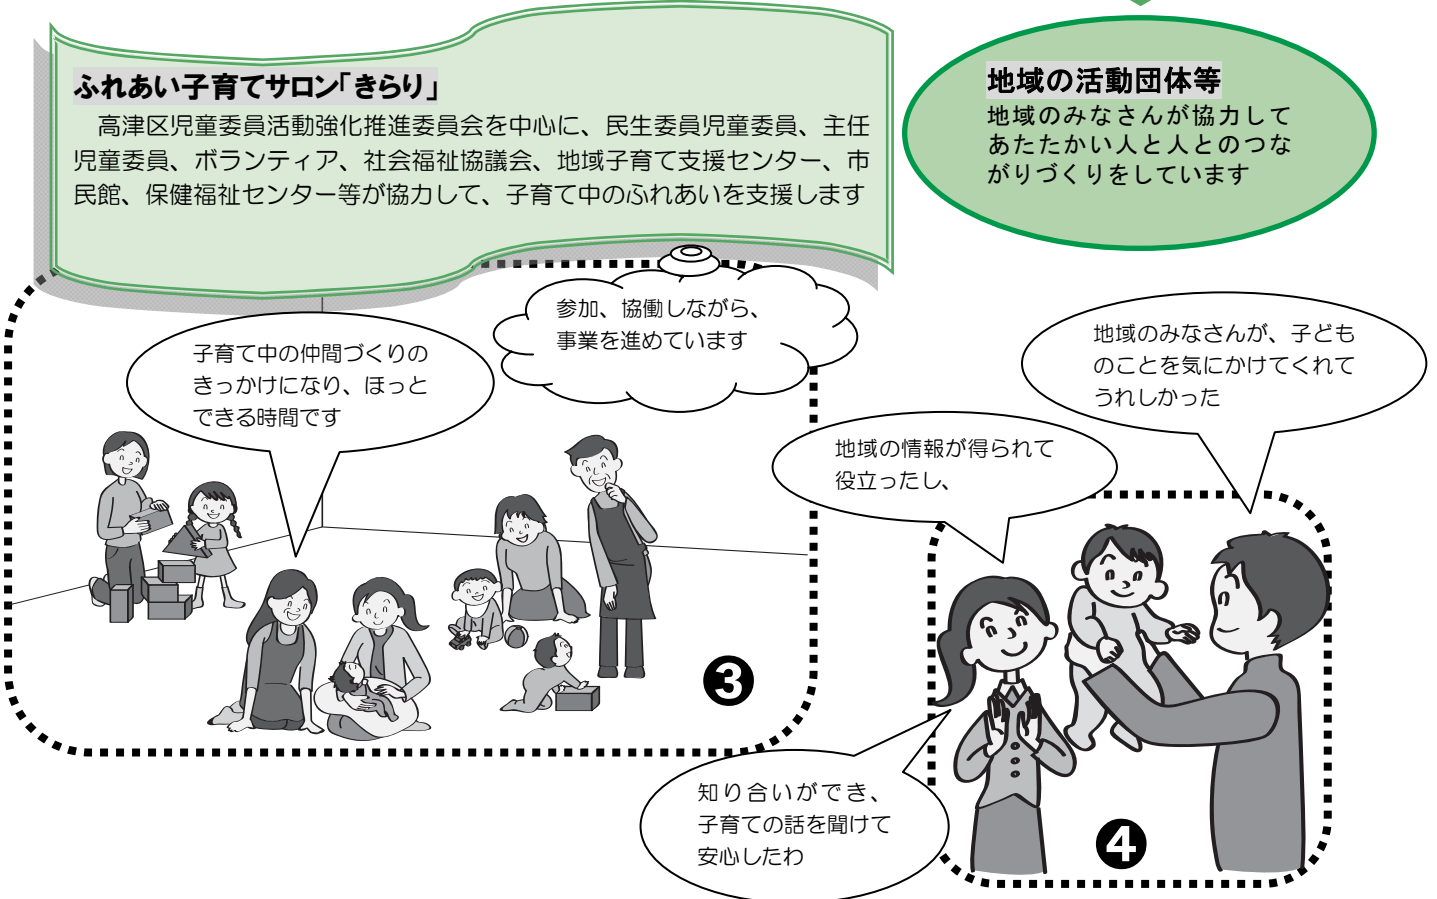 ふれあい子育てサロン「きらり」
高津区児童委員活動強化推進委員会を中心に、民生委員児童委員、主任
児童委員、ボランティア、社会福祉協議会、地域子育て支援センター、市
民館、保健福祉センター等が協力して、子育て中のふれあいを支援します
地域の活動団体等
地域のみなさんが協力して
あたたかい人と人とのつな
がりづくりをしています
参加、協働しながら、
事業を進めています
子育て中の仲間づくりの
きっかけになり、ほっと
できる時間です
地域のみなさんが、子ども
のことを気にかけてくれて
うれしかった
地域の情報が得られて
役立ったし、
❸
知り合いができ、
子育ての話を聞けて
安心したわ
❹